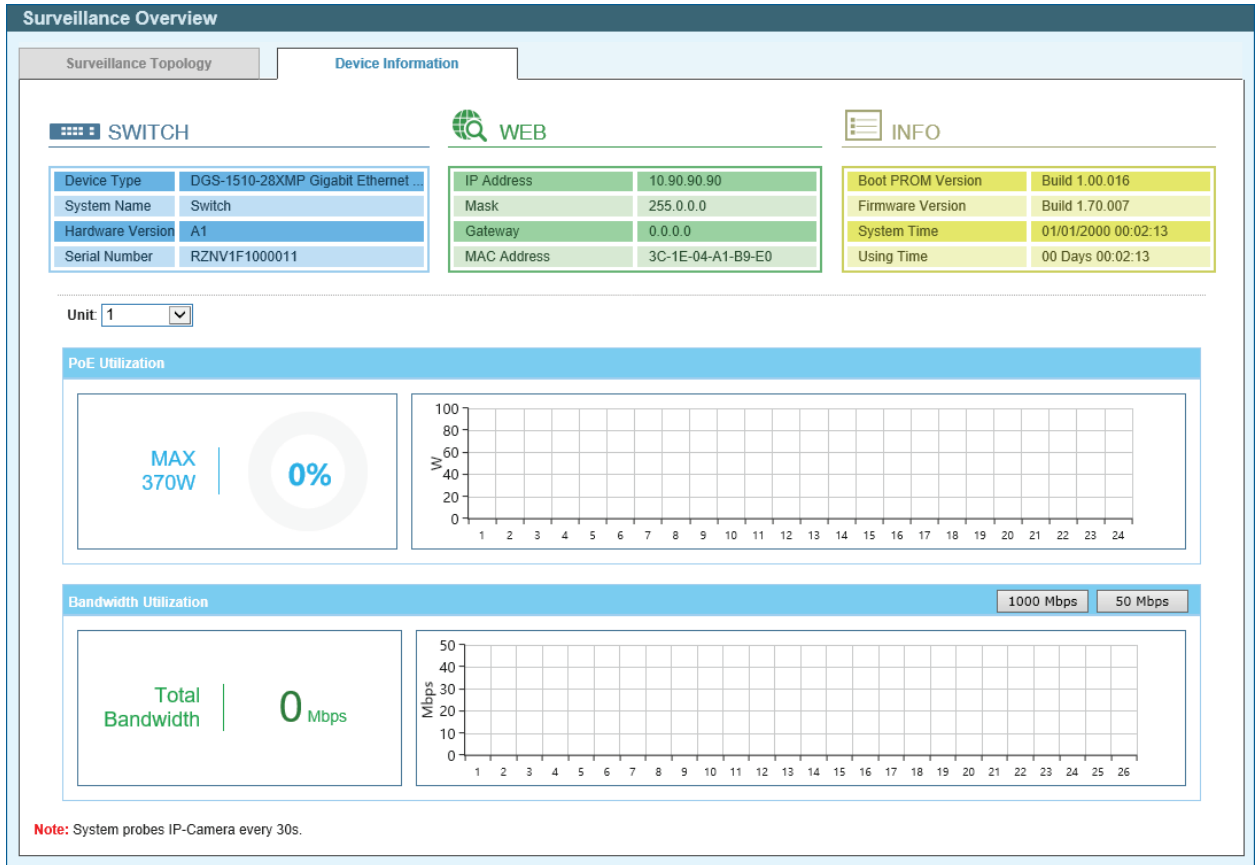 Surveillance Overview
Surveillance Topology
Device Information
SWITCH
Device Type DGS-1510-28XMP Gigabit Ethernet ...
System Name Switch
Hardware Version A1
Serial Number RZNV1F1000011
WEB
IP Address 10.90.90.90
Mask 255.0.0.0
Gateway 0.0.0.0
MAC Address 3C-1E-04-A1-B9-E0
INFO
Boot PROM Version Build 1.00.016
Firmware Version Build 1.70.007
System Time 01/01/2000 00:02:13
Using Time 00 Days 00:02:13
Unit: 1
PoE Utilization
MAX
370W
0%
100
80
60
40
20
0
W
1 2 3 4 5 6 7 8 9 10 11 12 13 14 15 16 17 18 19 20 21 22 23 24
Bandwidth Utilization
1000 Mbps
50 Mbps
Total
Bandwidth
0 Mbps
50
40
30
20
10
0
Mbps
1 2 3 4 5 6 7 8 9 10 11 12 13 14 15 16 17 18 19 20 21 22 23 24 25 26
Note: System probes IP-Camera every 30s.